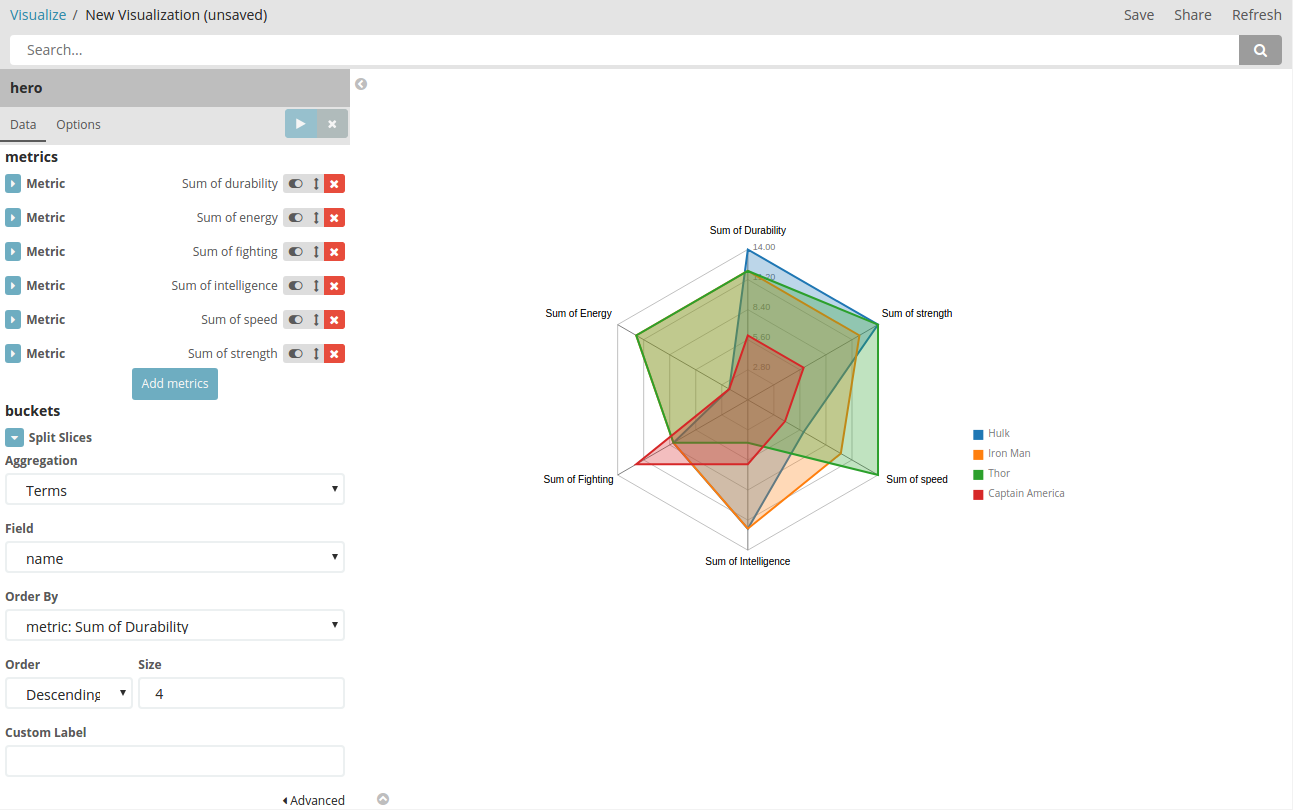 Visualize / New Visualization (unsaved)
Save Share Refresh
Search...
hero
Data Options
metrics
Metric Sum of durability
Metric Sum of energy
Metric Sum of fighting
Metric Sum of intelligence
Metric Sum of speed
Metric Sum of strength
Add metrics
buckets
Split Slices
Aggregation
Terms
Field
name
Order By
metric: Sum of Durability
Order Size
Descending 4
Custom Label
Advanced
Sum of Durability
14.00
11.20
8.40
5.60
2.80
Sum of Energy
Sum of strength
Sum of Fighting
Sum of speed
Sum of Intelligence
Hulk
Iron Man
Thor
Captain America